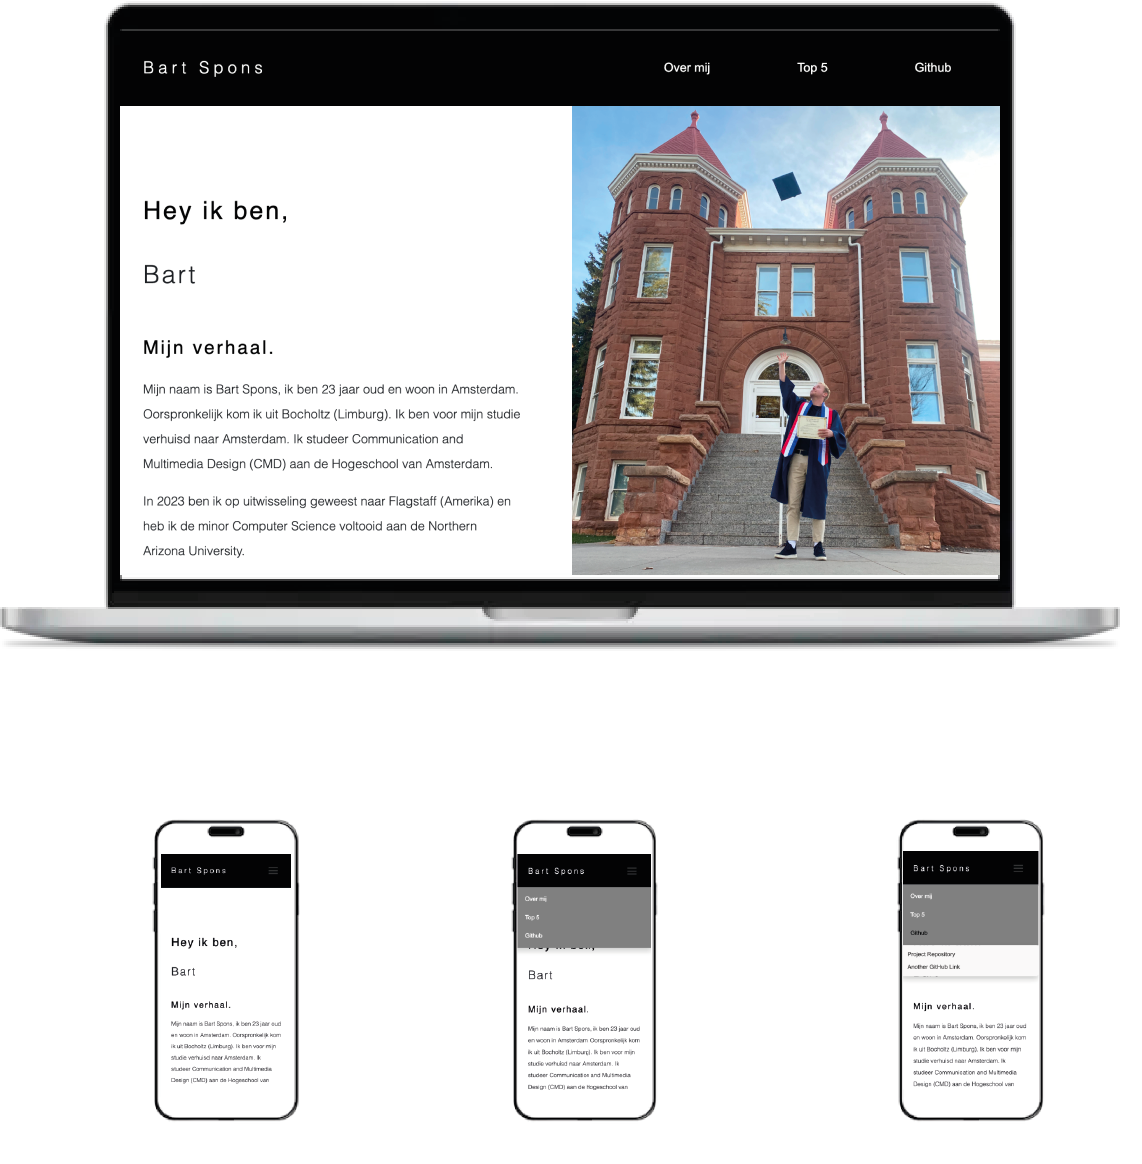 Bart Spons
Over mij
Top 5
Github
Hey ik ben,
Bart
Mijn verhaal.
Mijn naam is Bart Spons, ik ben 23 jaar oud en woon in Amsterdam.
Oorspronkelijk kom ik uit Bocholtz (Limburg). Ik ben voor mijn studie
verhuisd naar Amsterdam. Ik studeer Communication and
Multimedia Design (CMD) aan de Hogeschool van Amsterdam.
In 2023 ben ik op uitwisseling geweest naar Flagstaff (Amerika) en
heb ik de minor Computer Science voltooid aan de Northern
Arizona University.
Bart Spons
Hey ik ben,
Bart
Mijn verhaal.
Mijn naam is Bart Spons, ik ben 23 jaar oud
en woon in Amsterdam. Oorspronkelijk kom
ik uit Bocholtz (Limburg). Ik ben voor mijn
studie verhuisd naar Amsterdam. Ik
studeer Communication and Multimedia
Design (CMD) aan de Hogeschool van
Bart Spons
Over mij
Top 5
Github
Hey ik ben,
Bart
Mijn verhaal.
Mijn naam is Bart Spons, ik ben 23 jaar oud
en woon in Amsterdam Oorspronkelijk kom
ik uit Bocholtz (Limburg). Ik ben voor mijn
studie verhuisd naar Amsterdam. Ik
studeer Communication and Multimedia
Design (CMD) aan de Hogeschool van
Bart Spons
Over mij
Top 5
Github
Project Repository
Another GitHub Link
Mijn verhaal.
Mijn naam is Bart Spons, ik ben 23 jaar oud
en woon in Amsterdam. Oorspronkelijk kom
ik uit Bocholtz (Limburg). Ik ben voor mijn
studie verhuisd naar Amsterdam. Ik
studeer Communication and Multimedia
Design (CMD) aan de Hogeschool van